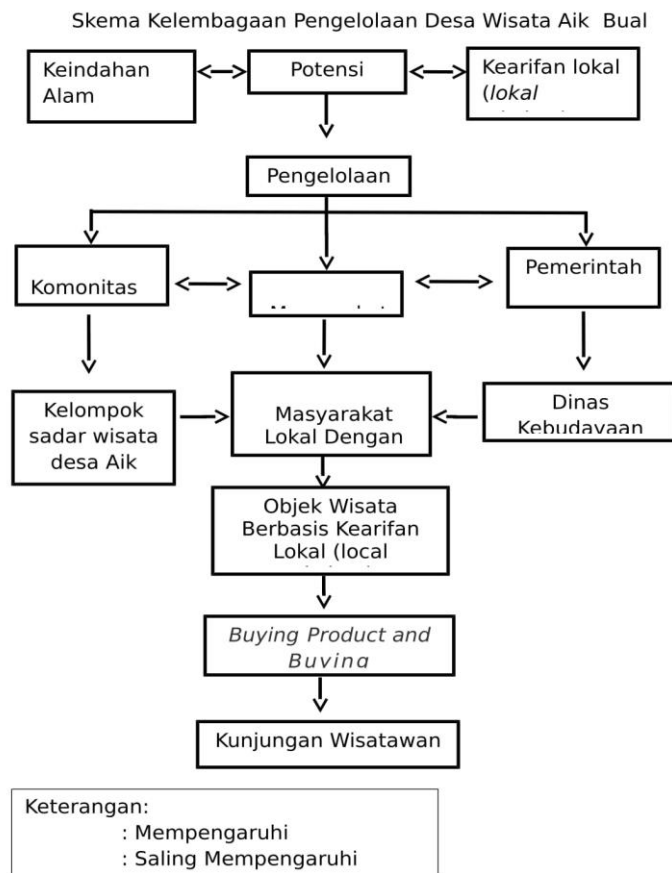 Skema Kelembagaan Pengelolaan Desa Wisata Aik Bual
Keindahan
Alam
Potensi
Kearifan lokal
(lokal
Pengelolaan
Komonitas
Pemerintah
Kelompok
sadar wisata
desa Aik
Masyarakat
Lokal Dengan
Dinas
Kebudayaan
Objek Wisata
Berbasis Kearifan
Lokal (local
Buying Product and
Buying
Kunjungan Wisatawan
Keterangan:
: Mempengaruhi
: Saling Mempengaruhi